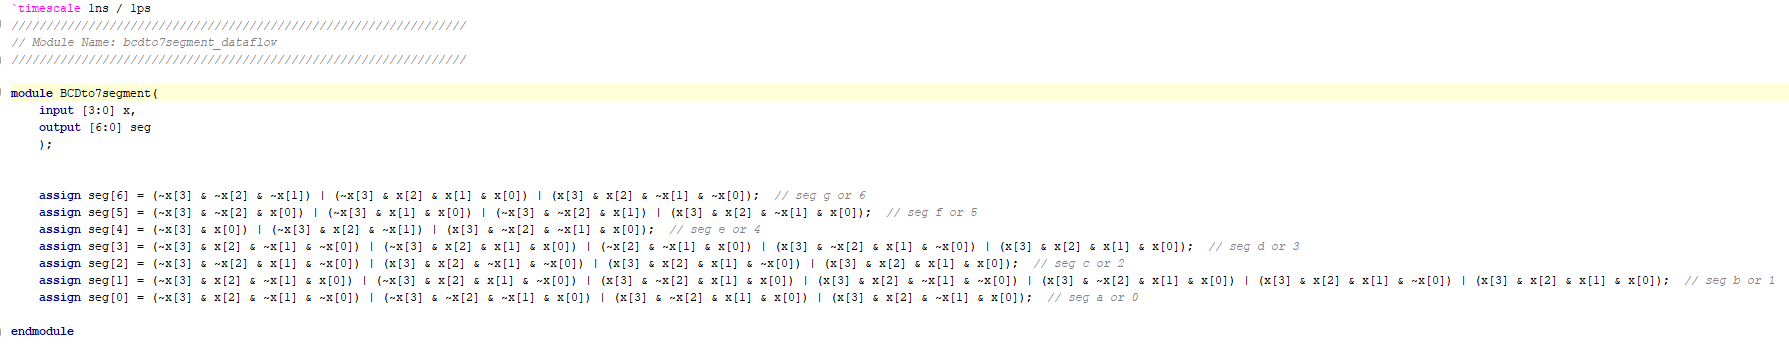 `timescale 1ns / 1ps
/////////////////////////////////////////////////////////////////
// Module Name: bcdto7segment_dataflow
/////////////////////////////////////////////////////////////////
module BCDto7segment(
input [3:0] x,
output [6:0] seg
);
assign seg[6] = (~x[3] & ~x[2] & ~x[1]) | (~x[3] & x[2] & x[1] & x[0]) | (x[3] & x[2] & ~x[1] & ~x[0]); // seg g or 6
assign seg[5] = (~x[3] & ~x[2] & x[0]) | (~x[3] & x[1] & x[0]) | (~x[3] & ~x[2] & x[1]) | (x[3] & x[2] & ~x[1] & x[0]); // seg f or 5
assign seg[4] = (~x[3] & x[0]) | (~x[3] & x[2] & ~x[1]) | (x[3] & ~x[2] & ~x[1] & x[0]); // seg e or 4
assign seg[3] = (~x[3] & x[2] & ~x[1] & ~x[0]) | (~x[3] & x[2] & x[1] & x[0]) | (~x[2] & ~x[1] & x[0]) | (x[3] & ~x[2] & x[1] & ~x[0]) | (x[3] & x[2] & x[1] & x[0]); // seg d or 3
assign seg[2] = (~x[3] & ~x[2] & x[1] & ~x[0]) | (x[3] & x[2] & ~x[1] & ~x[0]) | (x[3] & x[2] & x[1] & ~x[0]) | (x[3] & x[2] & x[1] & x[0]); // seg c or 2
assign seg[1] = (~x[3] & x[2] & ~x[1] & x[0]) | (~x[3] & x[2] & x[1] & ~x[0]) | (x[3] & ~x[2] & x[1] & x[0]) | (x[3] & x[2] & ~x[1] & ~x[0]) | (x[3] & ~x[2] & x[1] & x[0]) | (x[3] & x[2] & x[1] & ~x[0]) | (x[3] & x[2] & x[1] & x[0]); // seg b or 1
assign seg[0] = (~x[3] & x[2] & ~x[1] & ~x[0]) | (~x[3] & ~x[2] & ~x[1] & x[0]) | (x[3] & ~x[2] & x[1] & x[0]) | (x[3] & x[2] & ~x[1] & x[0]); // seg a or 0
endmodule